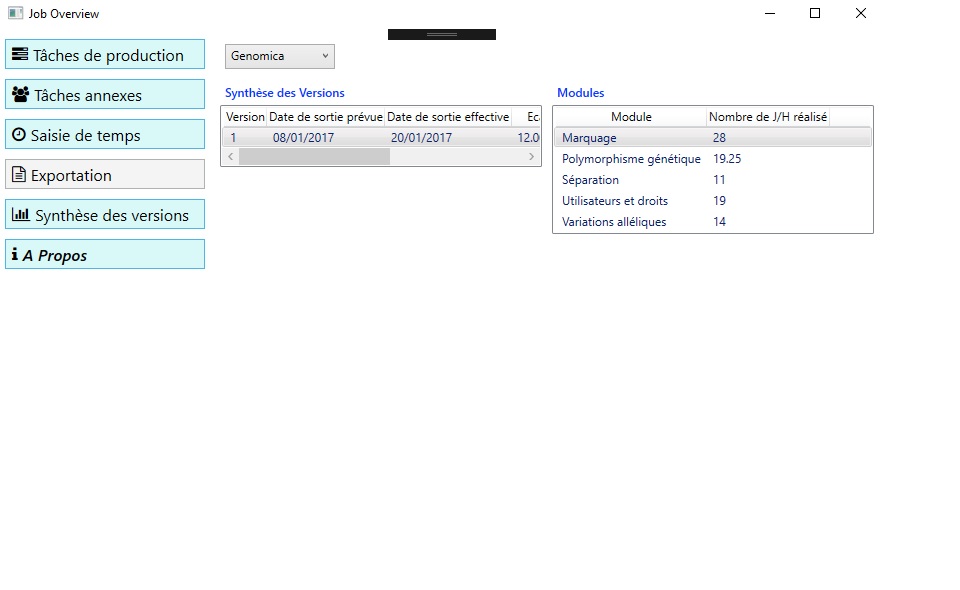 Job Overview
Tâches de production
Tâches annexes
Saisie de temps
Exportation
Synthèse des versions
A Propos
Genomica
Synthèse des Versions
Version Date de sortie prévue Date de sortie effective Ec
1 08/01/2017 20/01/2017 12.0
Modules
Module Nombre de J/H réalisé
Marquage 28
Polymorphisme génétique 19.25
Séparation 11
Utilisateurs et droits 19
Variations alléliques 14